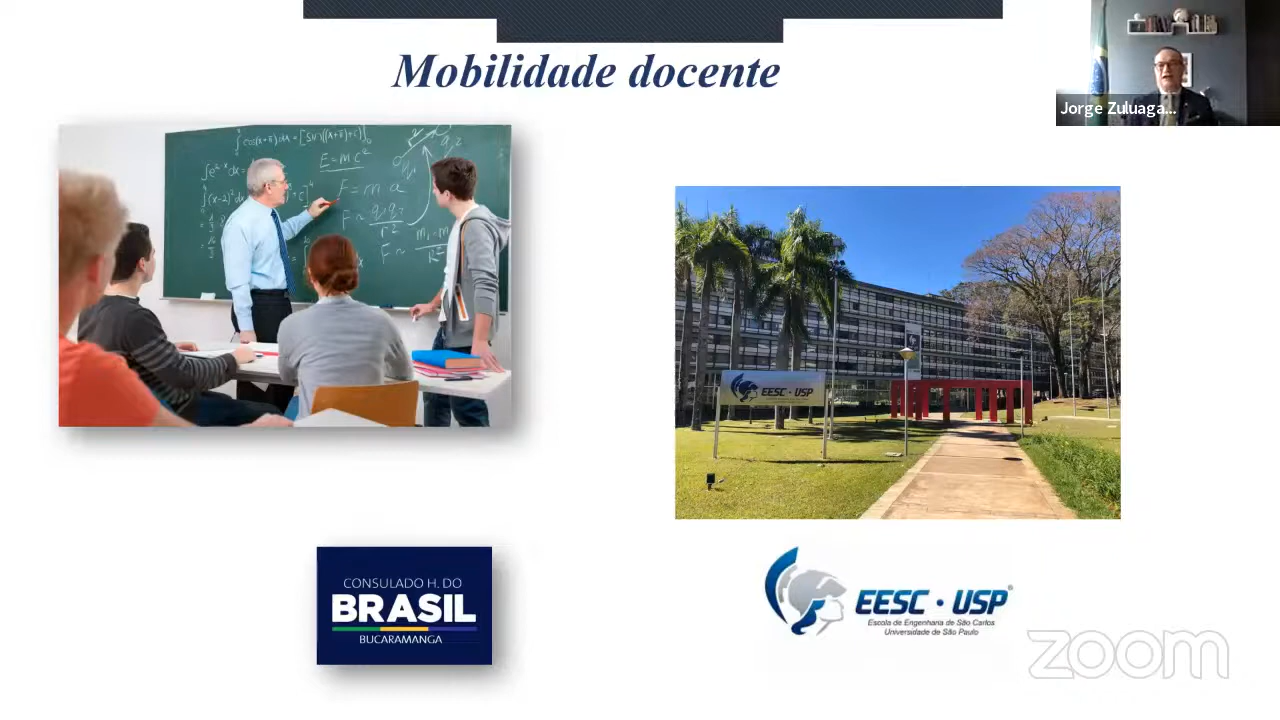 Mobilidade docente
Jorge Zuluaga...
E = mc²
F = m a
EESC • USP
CONSULADO H. DO
BRASIL
BUCARAMANGA
EESC • USP
Escola de Engenharia de São Carlos
Universidade de São Paulo
zoom